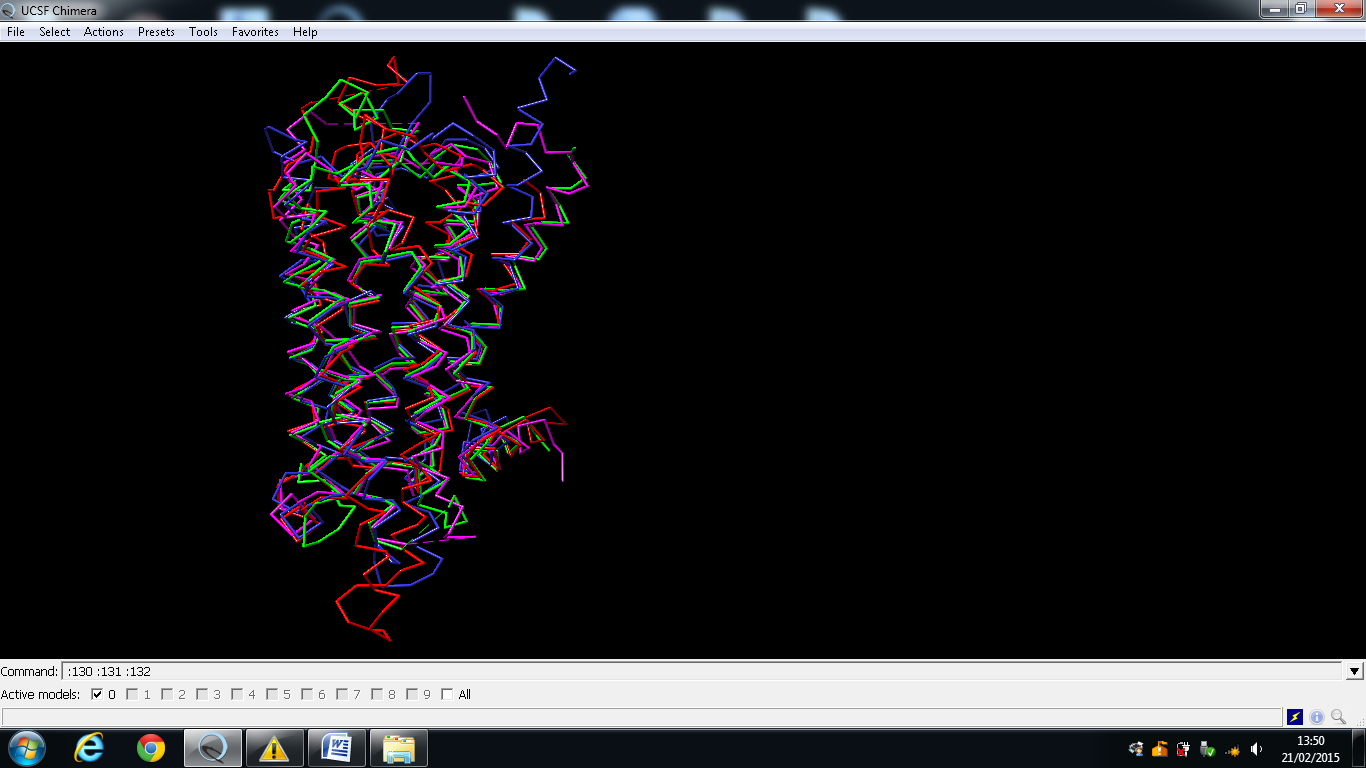 UCSF Chimera
File Select Actions Presets Tools Favorites Help
Command: :130 :131 :132
Active models: 0 1 2 3 4 5 6 7 8 9 All
13:50
21/02/2015